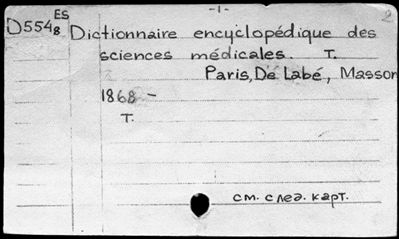 -1-
2
ES
D554 8
Dictionnaire encyclopédique des
sciences médicales. T.
Paris, De Labé, Masson
1868 -
T.
см. след. карт.